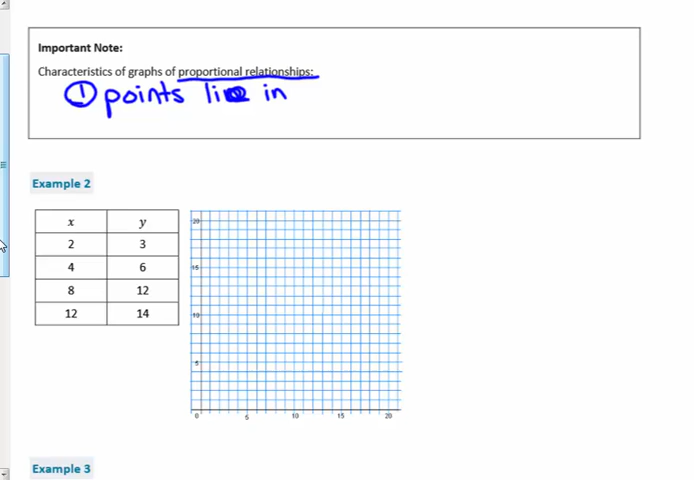 Important Note:
Characteristics of graphs of proportional relationships:
① points lie in
Example 2
x y
2 3
4 6
8 12
12 14
20
15
10
5
0 5 10 15 20
Example 3